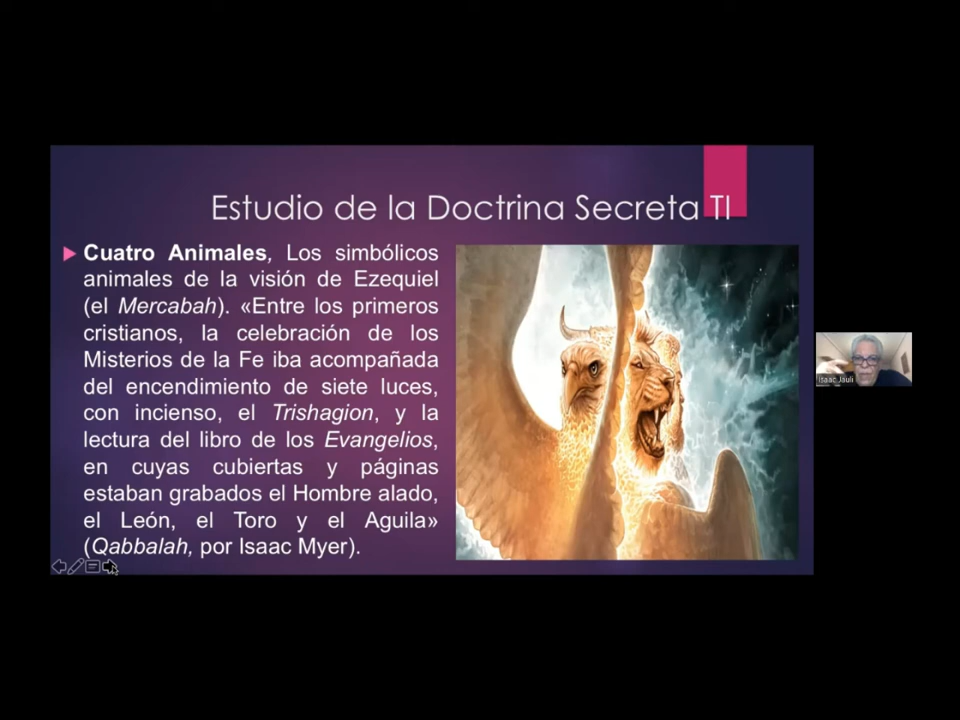 Estudio de la Doctrina Secreta TI
Cuatro Animales, Los simbólicos
animales de la visión de Ezequiel
(el Mercabah). «Entre los primeros
cristianos, la celebración de los
Misterios de la Fe iba acompañada
del encendimiento de siete luces,
con incienso, el Trishagion, y la
lectura del libro de los Evangelios,
en cuyas cubiertas y páginas
estaban grabados el Hombre alado,
el León, el Toro y el Aguila»
(Qabbalah, por Isaac Myer).
Isaac Jauli